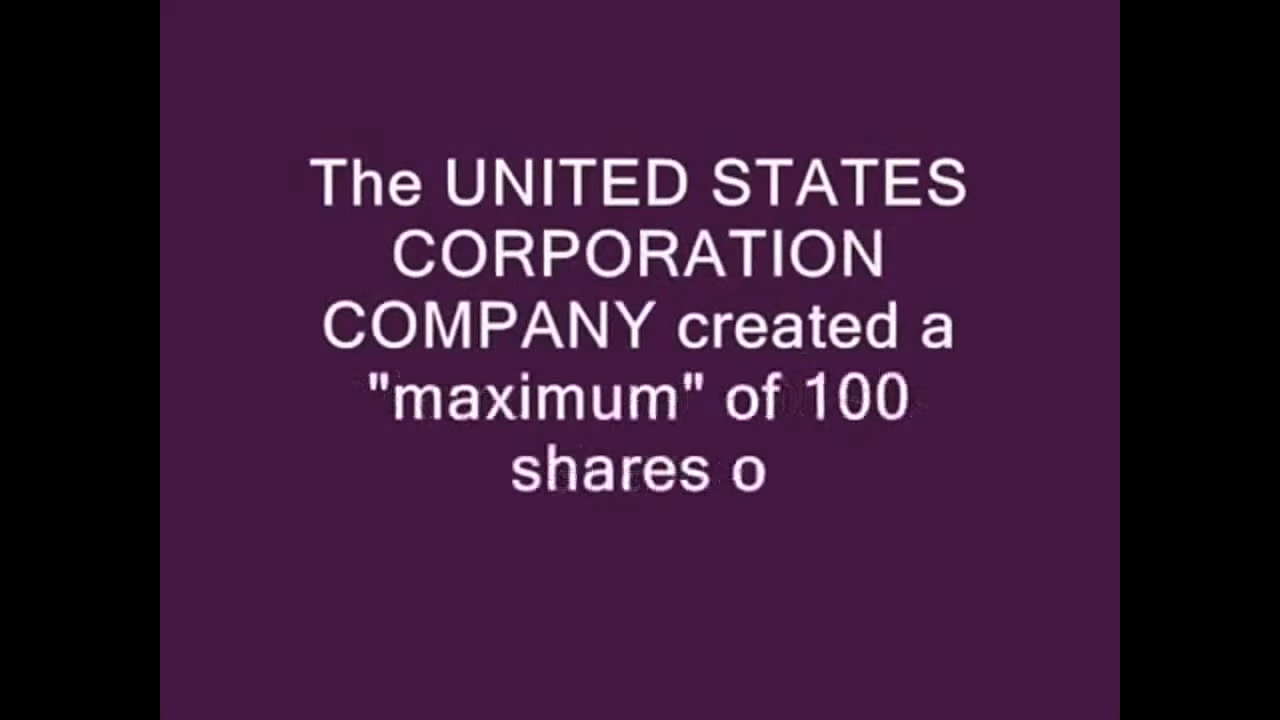 The UNITED STATES
CORPORATION
COMPANY created a
"maximum" of 100
shares o